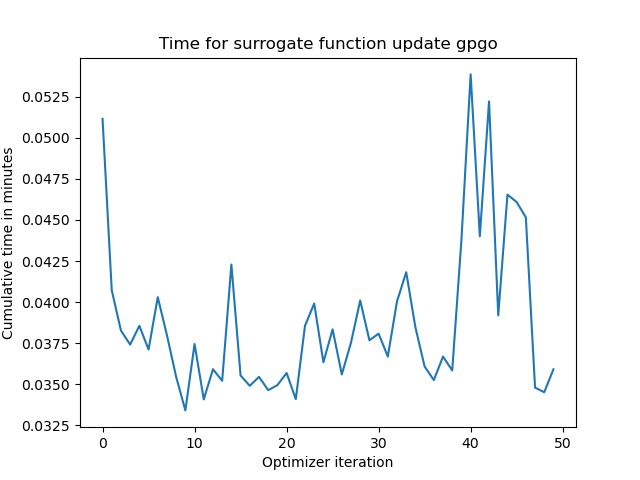 Time for surrogate function update gpgo
Cumulative time in minutes
0.0525
0.0500
0.0475
0.0450
0.0425
0.0400
0.0375
0.0350
0.0325
0 10 20 30 40 50
Optimizer iteration